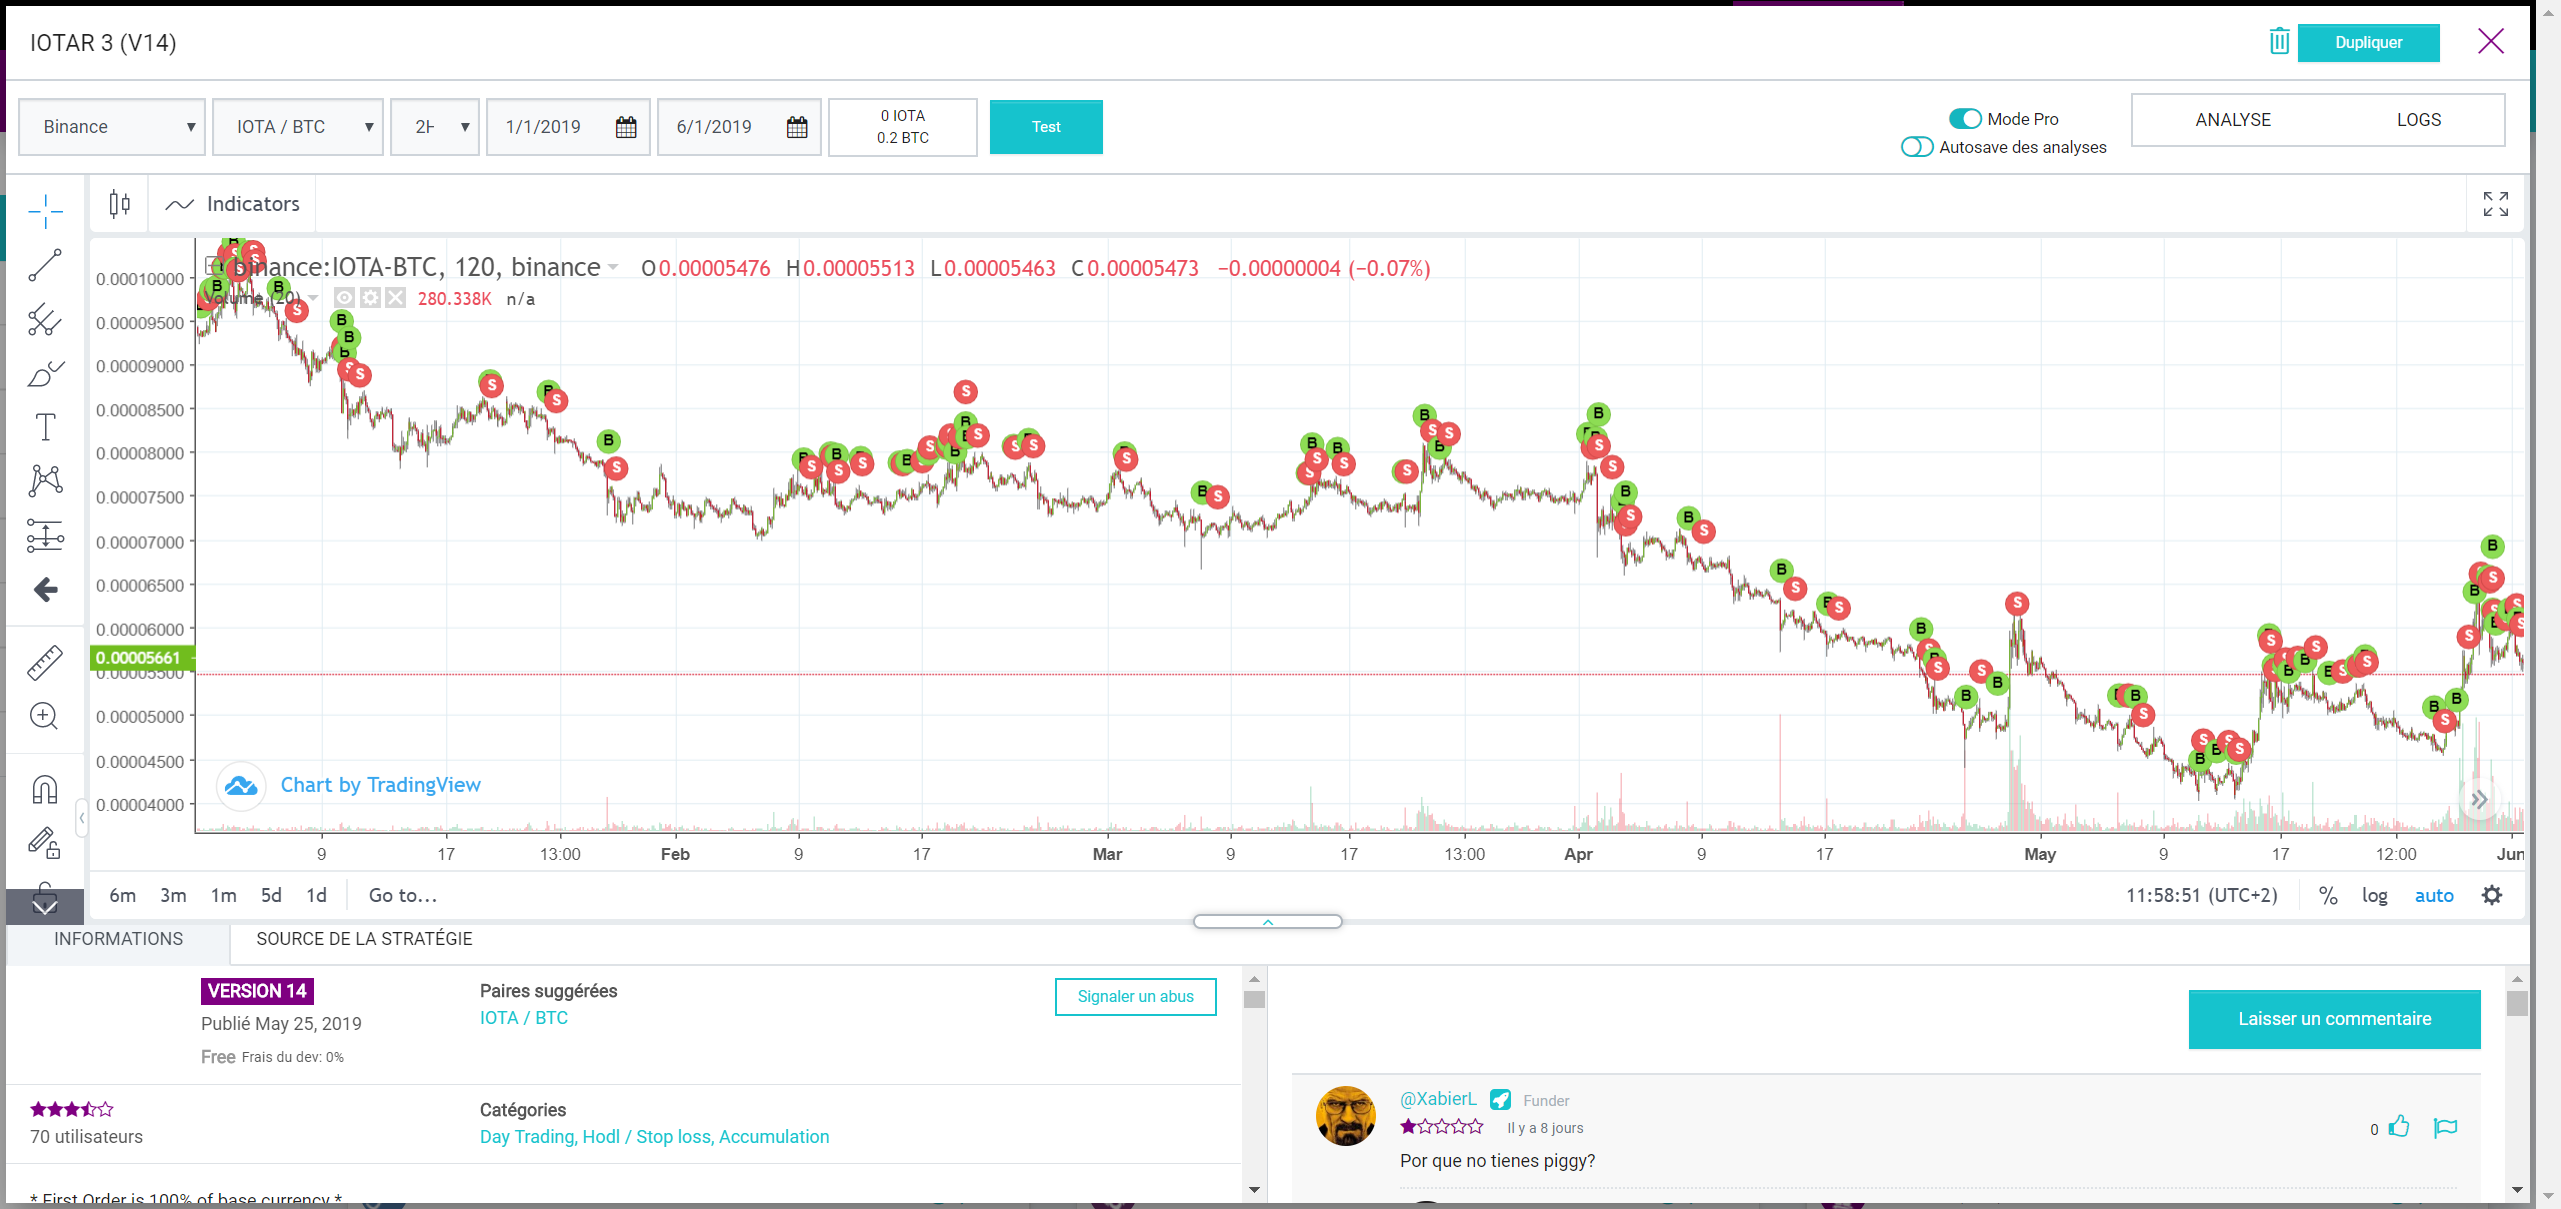 IOTAR 3 (V14)
Dupliquer
Binance
IOTA / BTC
2H
1/1/2019
6/1/2019
0 IOTA
0.2 BTC
Test
Mode Pro
Autosave des analyses
ANALYSE
LOGS
Indicators
binance:IOTA-BTC, 120, binance
O0.00005476 H0.00005513 L0.00005463 C0.00005473 −0.00000004 (−0.07%)
Volume (20)
280.338K n/a
0.00010000
0.00009500
0.00009000
0.00008500
0.00008000
0.00007500
0.00007000
0.00006500
0.00006000
0.00005661
0.00005500
0.00005000
0.00004500
0.00004000
Chart by TradingView
9 17 13:00 Feb 9 17 Mar 9 17 13:00 Apr 9 17 May 9 17 12:00 Jun
6m 3m 1m 5d 1d Go to...
11:58:51 (UTC+2) % log auto
INFORMATIONS
SOURCE DE LA STRATÉGIE
VERSION 14
Publié May 25, 2019
Free Frais du dev: 0%
Paires suggérées
IOTA / BTC
Signaler un abus
70 utilisateurs
Catégories
Day Trading, Hodl / Stop loss, Accumulation
* First Order is 100% of base currency *
Laisser un commentaire
@XabierL Funder
Il y a 8 jours
0
Por que no tienes piggy?